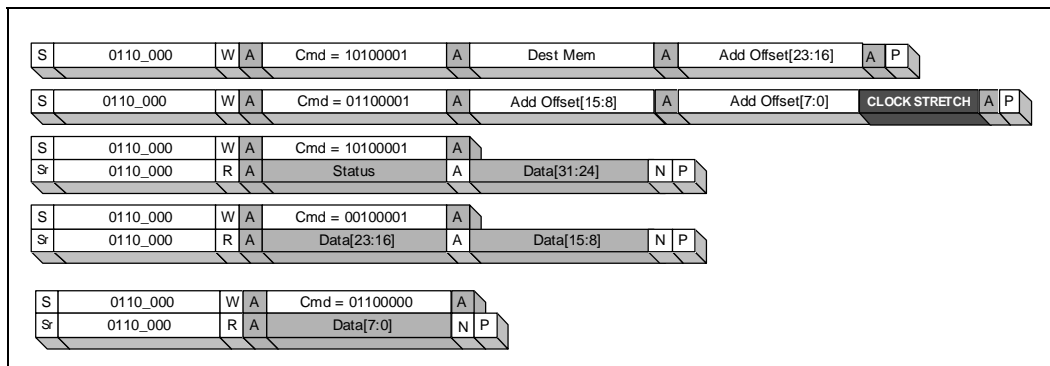 S 0110_000 W A Cmd = 10100001 A Dest Mem A Add Offset[23:16] A P
S 0110_000 W A Cmd = 01100001 A Add Offset[15:8] A Add Offset[7:0] CLOCK STRETCH A P
S 0110_000 W A Cmd = 10100001 A
Sr 0110_000 R A Status A Data[31:24] N P
S 0110_000 W A Cmd = 00100001 A
Sr 0110_000 R A Data[23:16] A Data[15:8] N P
S 0110_000 W A Cmd = 01100000 A
Sr 0110_000 R A Data[7:0] N P